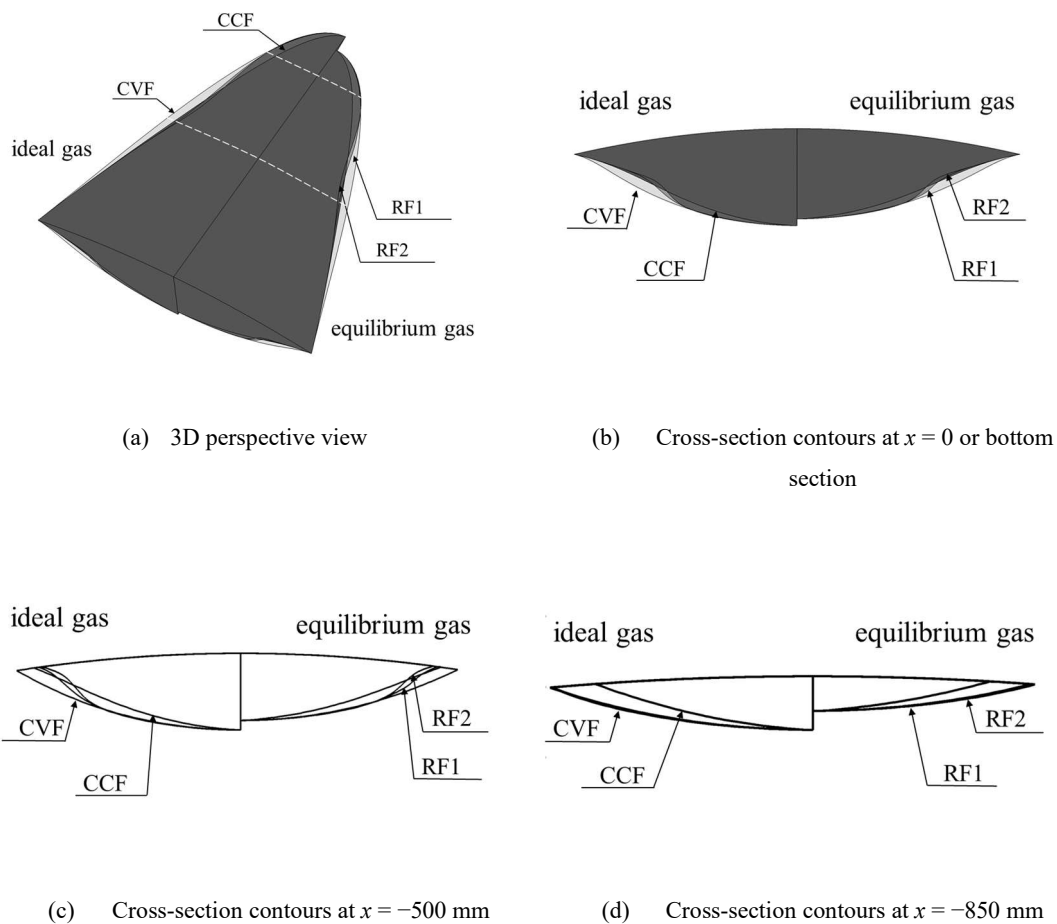 CCF
CVF
ideal gas
RF1
RF2
equilibrium gas
(a) 3D perspective view
ideal gas
equilibrium gas
CVF
CCF
RF2
RF1
(b) Cross-section contours at x = 0 or bottom
section
ideal gas
equilibrium gas
CVF
CCF
RF2
RF1
(c) Cross-section contours at x = −500 mm
ideal gas
equilibrium gas
CVF
CCF
RF2
RF1
(d) Cross-section contours at x = −850 mm